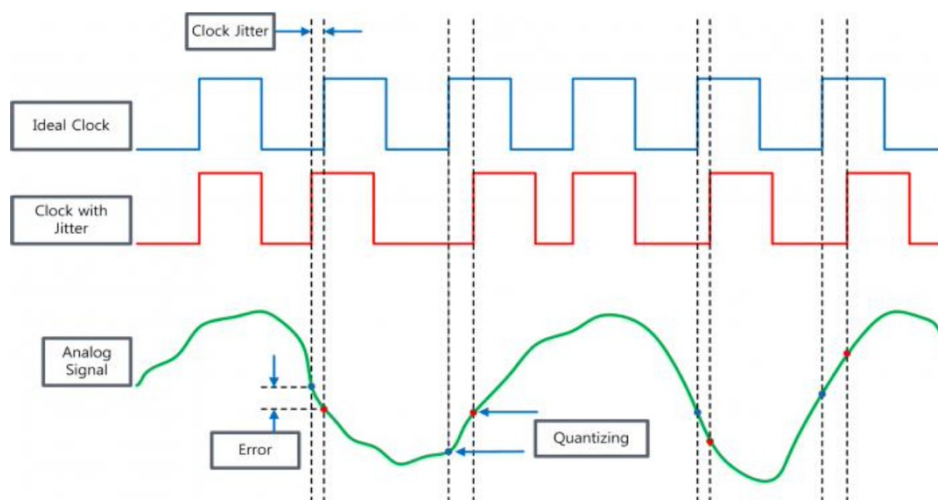 Clock Jitter
Ideal Clock
Clock with
Jitter
Analog
Signal
Error
Quantizing